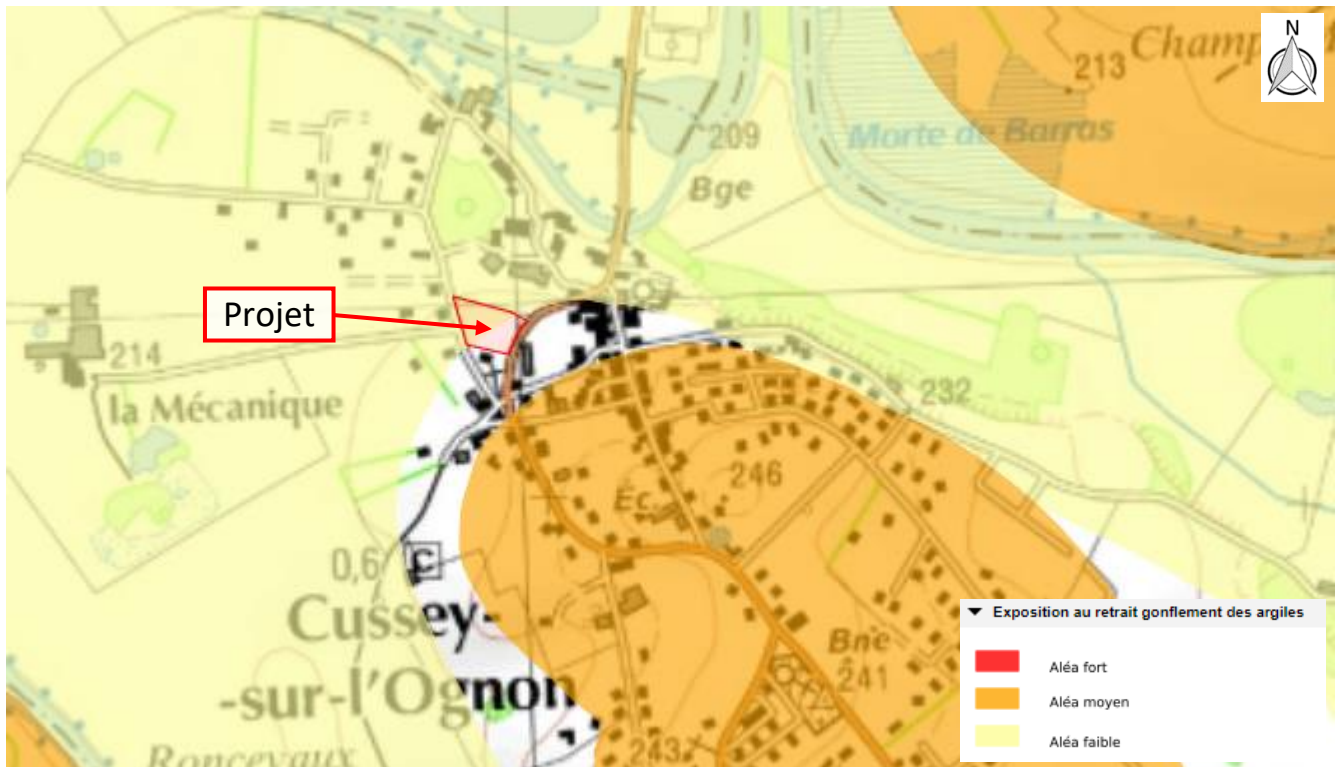 N
Champ
213
Morte de Barras
209
Bge
Projet
214
la Mécanique
232
246
Éc.
0,6
C
Cussey-
-sur-l'Ognon
Bne
241
243
Roncevaux
Exposition au retrait gonflement des argiles
Aléa fort
Aléa moyen
Aléa faible